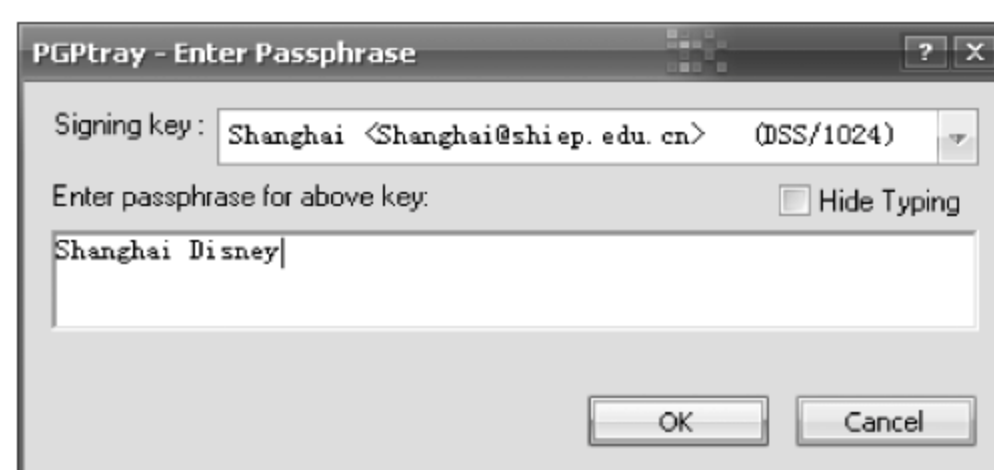 PGPtray - Enter Passphrase
Signing key : Shanghai <Shanghai@shiep.edu.cn> (DSS/1024)
Enter passphrase for above key: Hide Typing
Shanghai Disney
OK Cancel